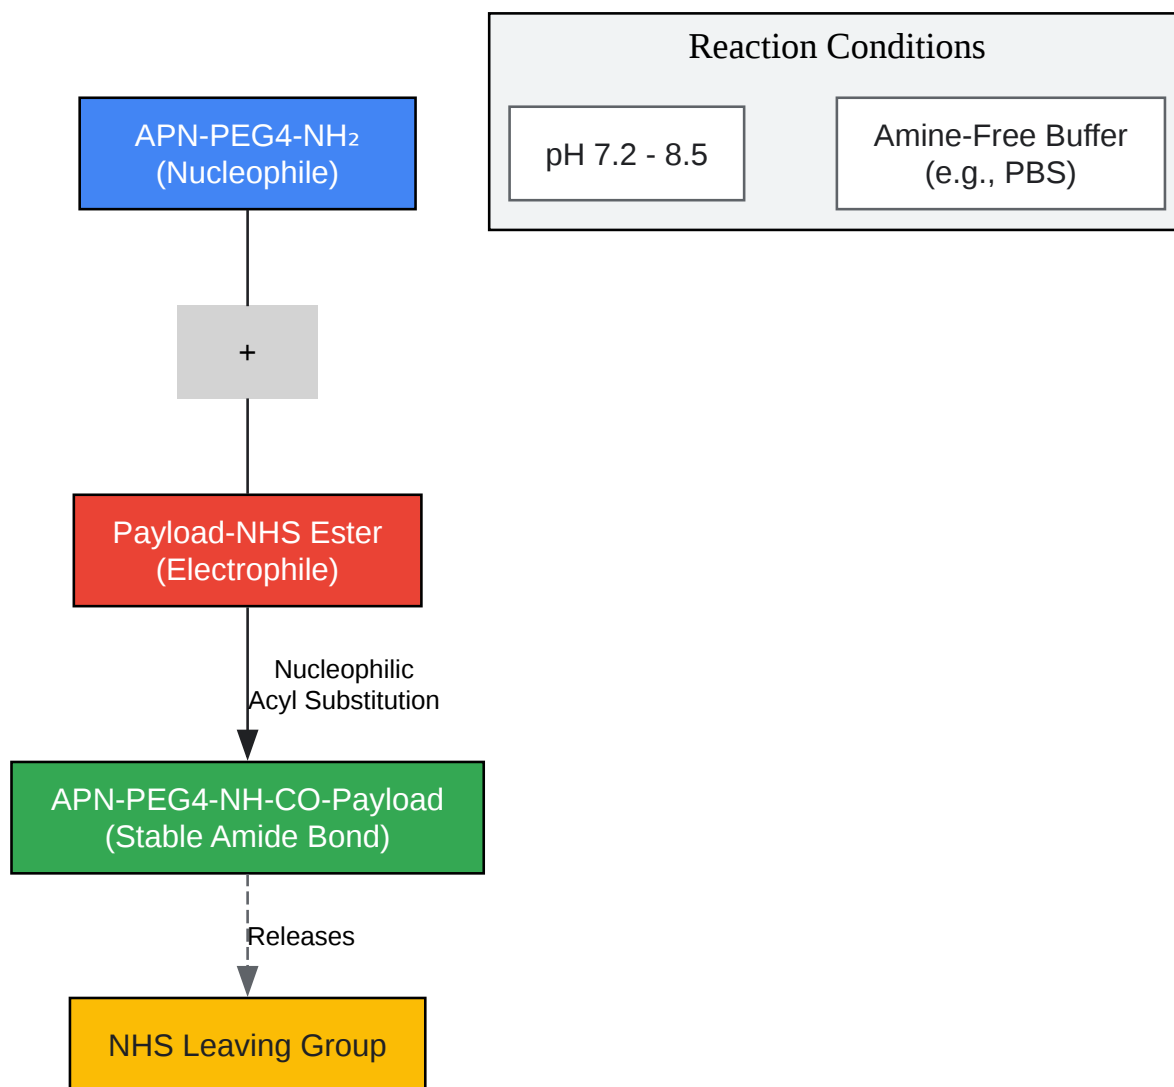 Reaction Conditions
APN-PEG4-NH₂
(Nucleophile)
pH 7.2 - 8.5
Amine-Free Buffer
(e.g., PBS)
+
Payload-NHS Ester
(Electrophile)
Nucleophilic
Acyl Substitution
APN-PEG4-NH-CO-Payload
(Stable Amide Bond)
Releases
NHS Leaving Group